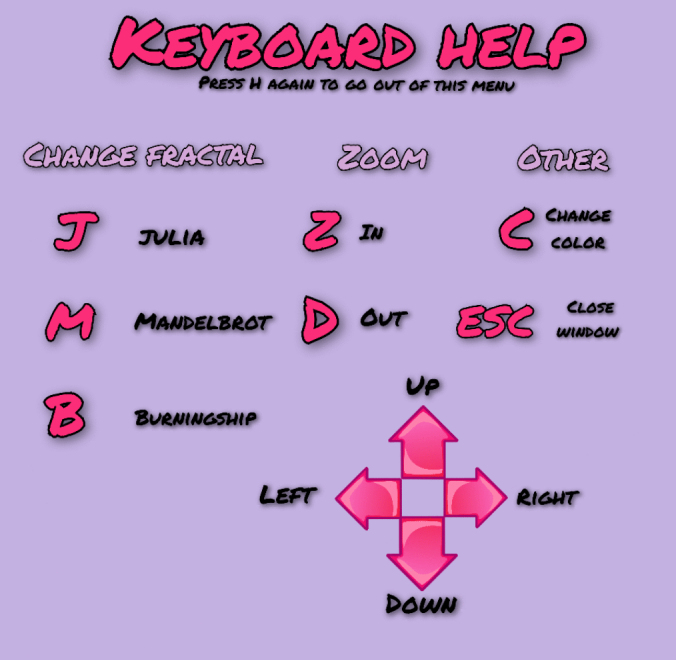 Keyboard help
Press H again to go out of this menu
Change fractal
Zoom
Other
J Julia
Z In
C Change
color
M Mandelbrot
D Out
ESC Close
window
B Burningship
Up
Left
Right
Down